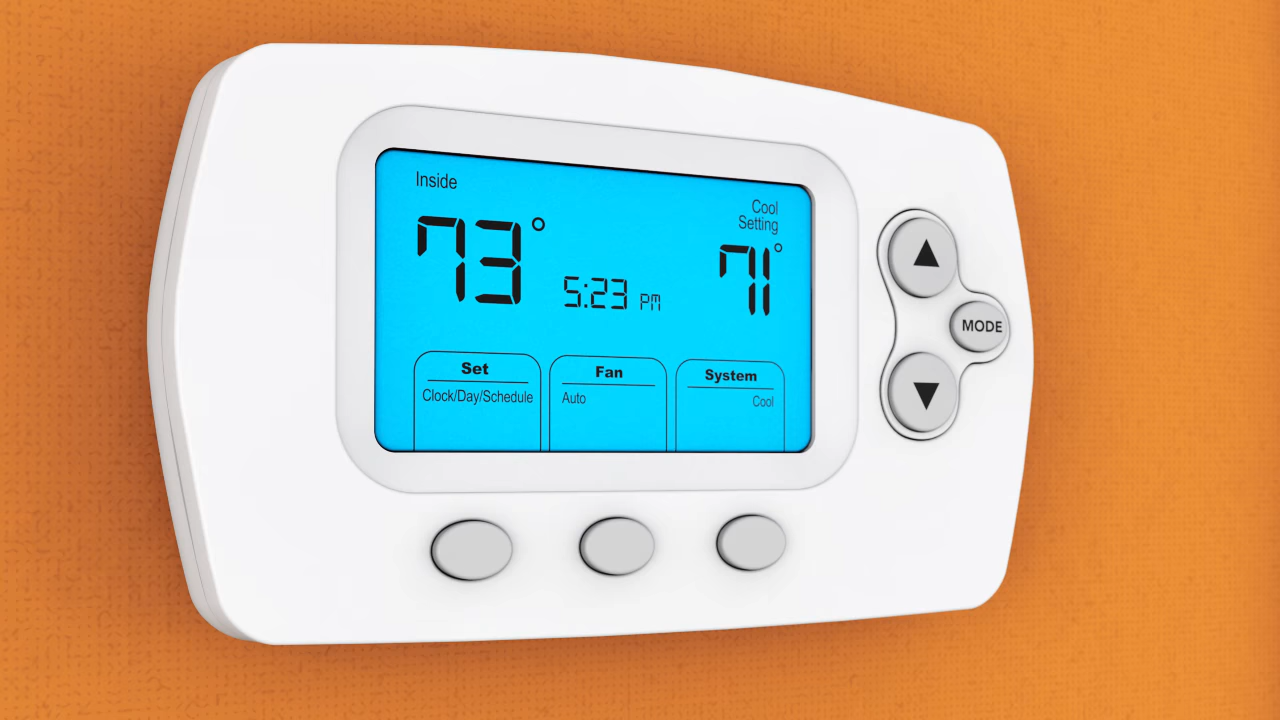 Inside
73°
Cool
Setting
71°
5:23 PM
Set
Clock/Day/Schedule
Fan
Auto
System
Cool
▲
MODE
▼